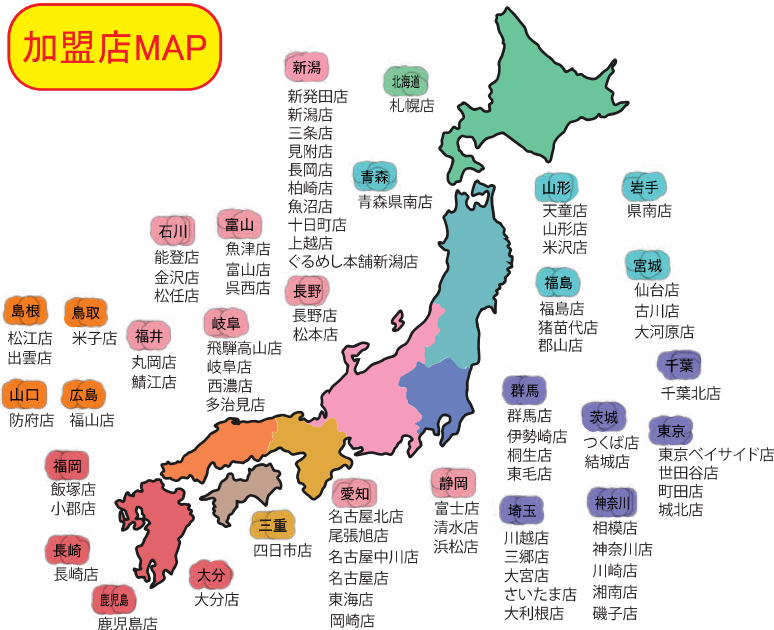 加盟店MAP
新潟
新発田店
新潟店
三条店
見附店
長岡店
柏崎店
魚沼店
十日町店
上越店
ぐるめし本舗新潟店
北海道
札幌店
青森
青森県南店
山形
天童店
山形店
米沢店
岩手
県南店
石川
能登店
金沢店
松任店
富山
魚津店
富山店
呉西店
長野
長野店
松本店
福島
福島店
猪苗代店
郡山店
宮城
仙台店
古川店
大河原店
島根
松江店
出雲店
鳥取
米子店
福井
丸岡店
鯖江店
岐阜
飛騨高山店
岐阜店
西濃店
多治見店
山口
防府店
広島
福山店
千葉
千葉北店
群馬
群馬店
伊勢崎店
桐生店
東毛店
茨城
つくば店
結城店
東京
東京ベイサイド店
世田谷店
町田店
城北店
福岡
飯塚店
小郡店
長崎
長崎店
鹿児島
鹿児島店
大分
大分店
三重
四日市店
愛知
名古屋北店
尾張旭店
名古屋中川店
名古屋店
東海店
岡崎店
静岡
富士店
清水店
浜松店
埼玉
川越店
三郷店
大宮店
さいたま店
大利根店
神奈川
相模店
神奈川店
川崎店
湘南店
磯子店